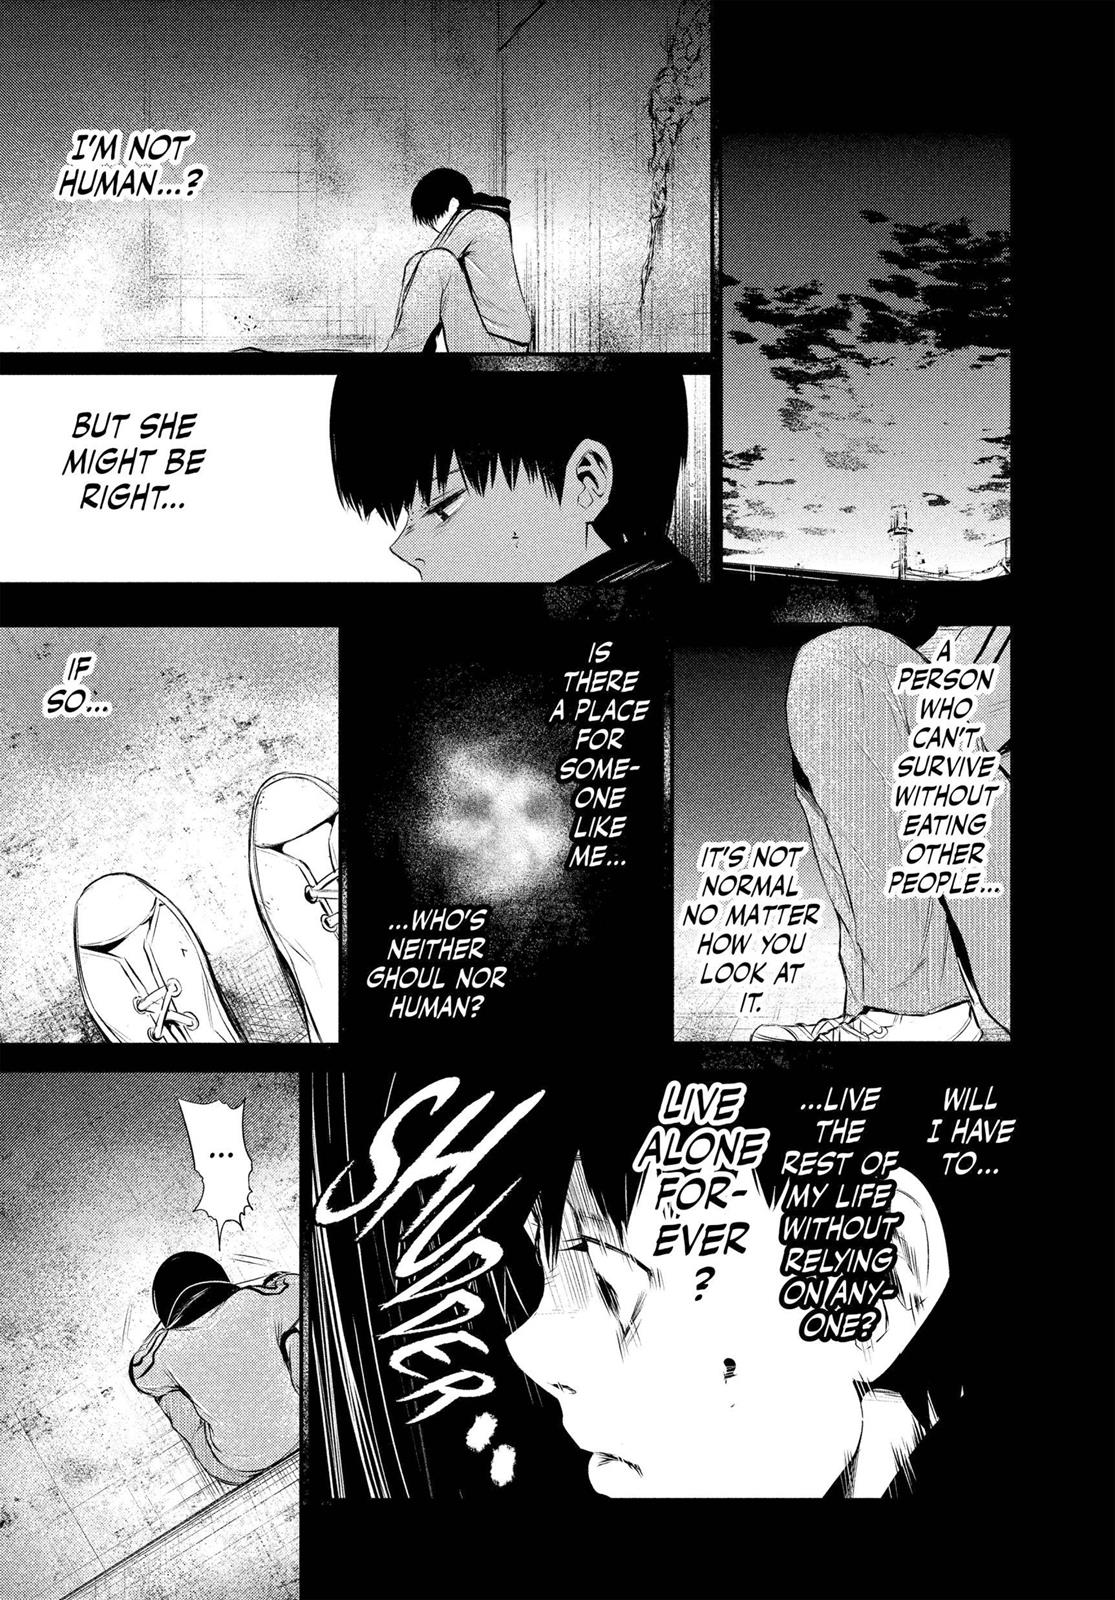 I'M NOT
HUMAN...?
BUT SHE
MIGHT BE
RIGHT...
A
PERSON
WHO
CAN'T
SURVIVE
WITHOUT
EATING
OTHER
PEOPLE...
IT'S NOT
NORMAL
NO MATTER
HOW YOU
LOOK AT
IT.
IS
THERE
A PLACE
FOR
SOME-
ONE
LIKE
ME...
...WHO'S
NEITHER
GHOUL NOR
HUMAN?
IF
SO...
WILL
I HAVE
TO...
...LIVE
THE
REST OF
MY LIFE
WITHOUT
RELYING
ON ANY-
ONE?
LIVE
ALONE
FOR-
EVER
?
SHUDDER
...